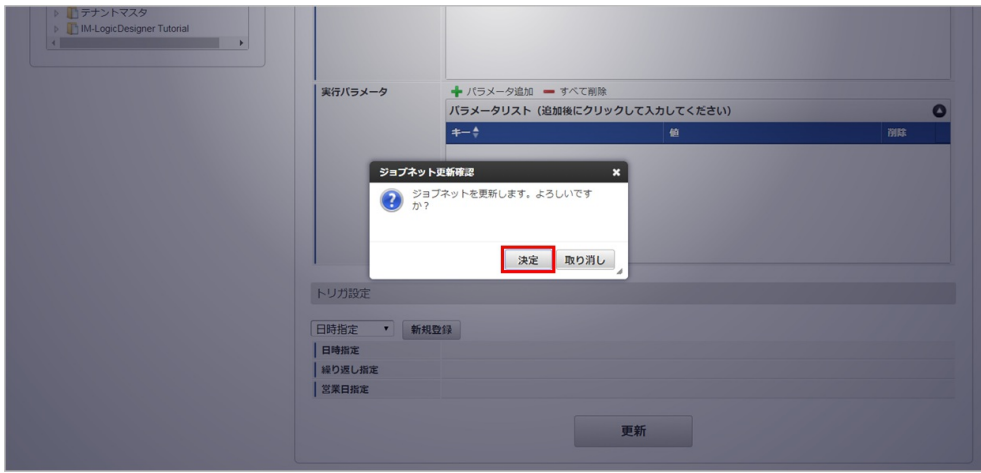 テナントマスタ
IM-LogicDesigner Tutorial
実行パラメータ
パラメータ追加 すべて削除
パラメータリスト（追加後にクリックして入力してください）
キー 値 削除
ジョブネット更新確認
ジョブネットを更新します。よろしいです
か？
決定 取り消し
トリガ設定
日時指定 新規登録
日時指定
繰り返し指定
営業日指定
更新